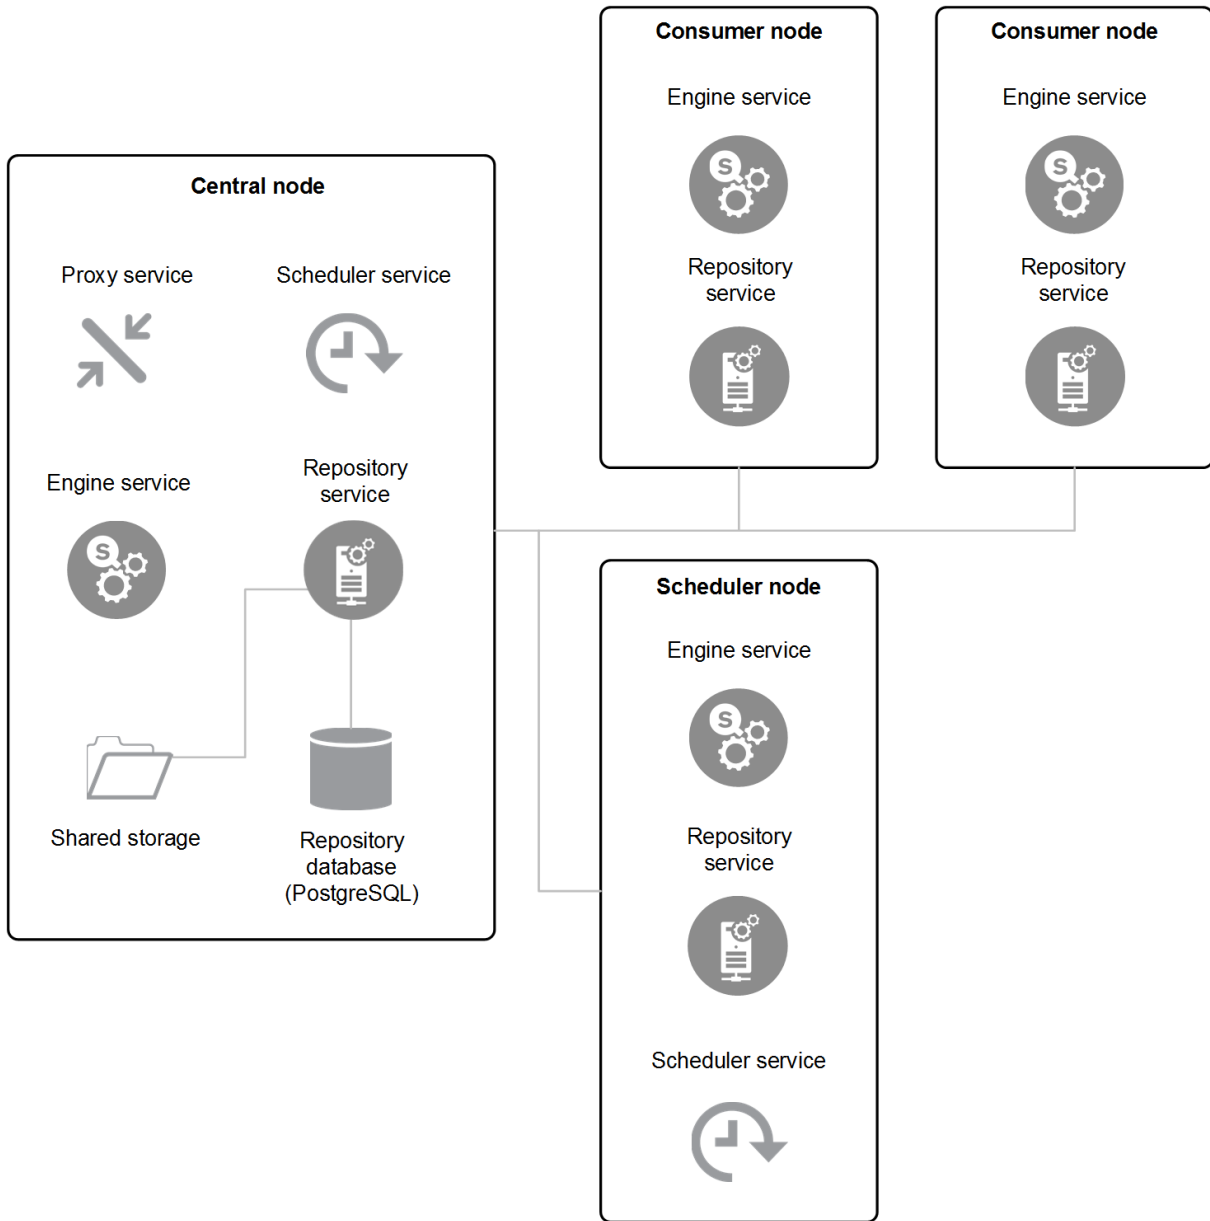 Central node
Proxy service
Scheduler service
Engine service
S
Repository
service
Shared storage
Repository
database
(PostgreSQL)
Consumer node
Engine service
S
Repository
service
Consumer node
Engine service
S
Repository
service
Scheduler node
Engine service
S
Repository
service
Scheduler service